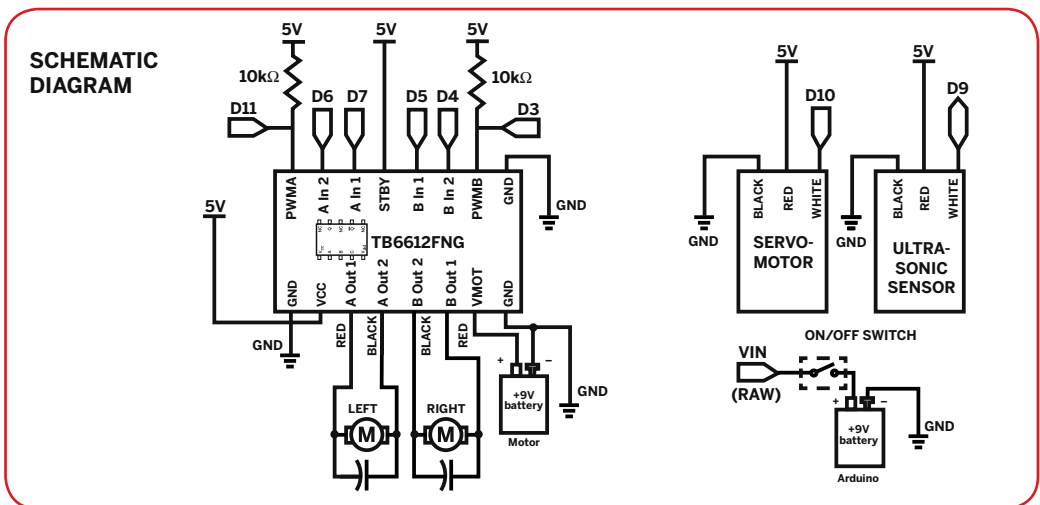 SCHEMATIC
DIAGRAM
5V
5V
5V
10kΩ
10kΩ
D11
D6
D7
D5
D4
D3
PWMA
A In 2
A In 1
STBY
B In 1
B In 2
PWMB
GND
GND
5V
TB6612FNG
GND
VCC
A Out 1
A Out 2
B Out 2
B Out 1
VMOT
GND
GND
RED
BLACK
BLACK
RED
+
–
+9V
battery
Motor
GND
LEFT
M
RIGHT
M
5V
D10
BLACK
RED
WHITE
GND
SERVO-
MOTOR
5V
D9
BLACK
RED
WHITE
GND
ULTRA-
SONIC
SENSOR
ON/OFF SWITCH
VIN
(RAW)
+
–
+9V
battery
Arduino
GND